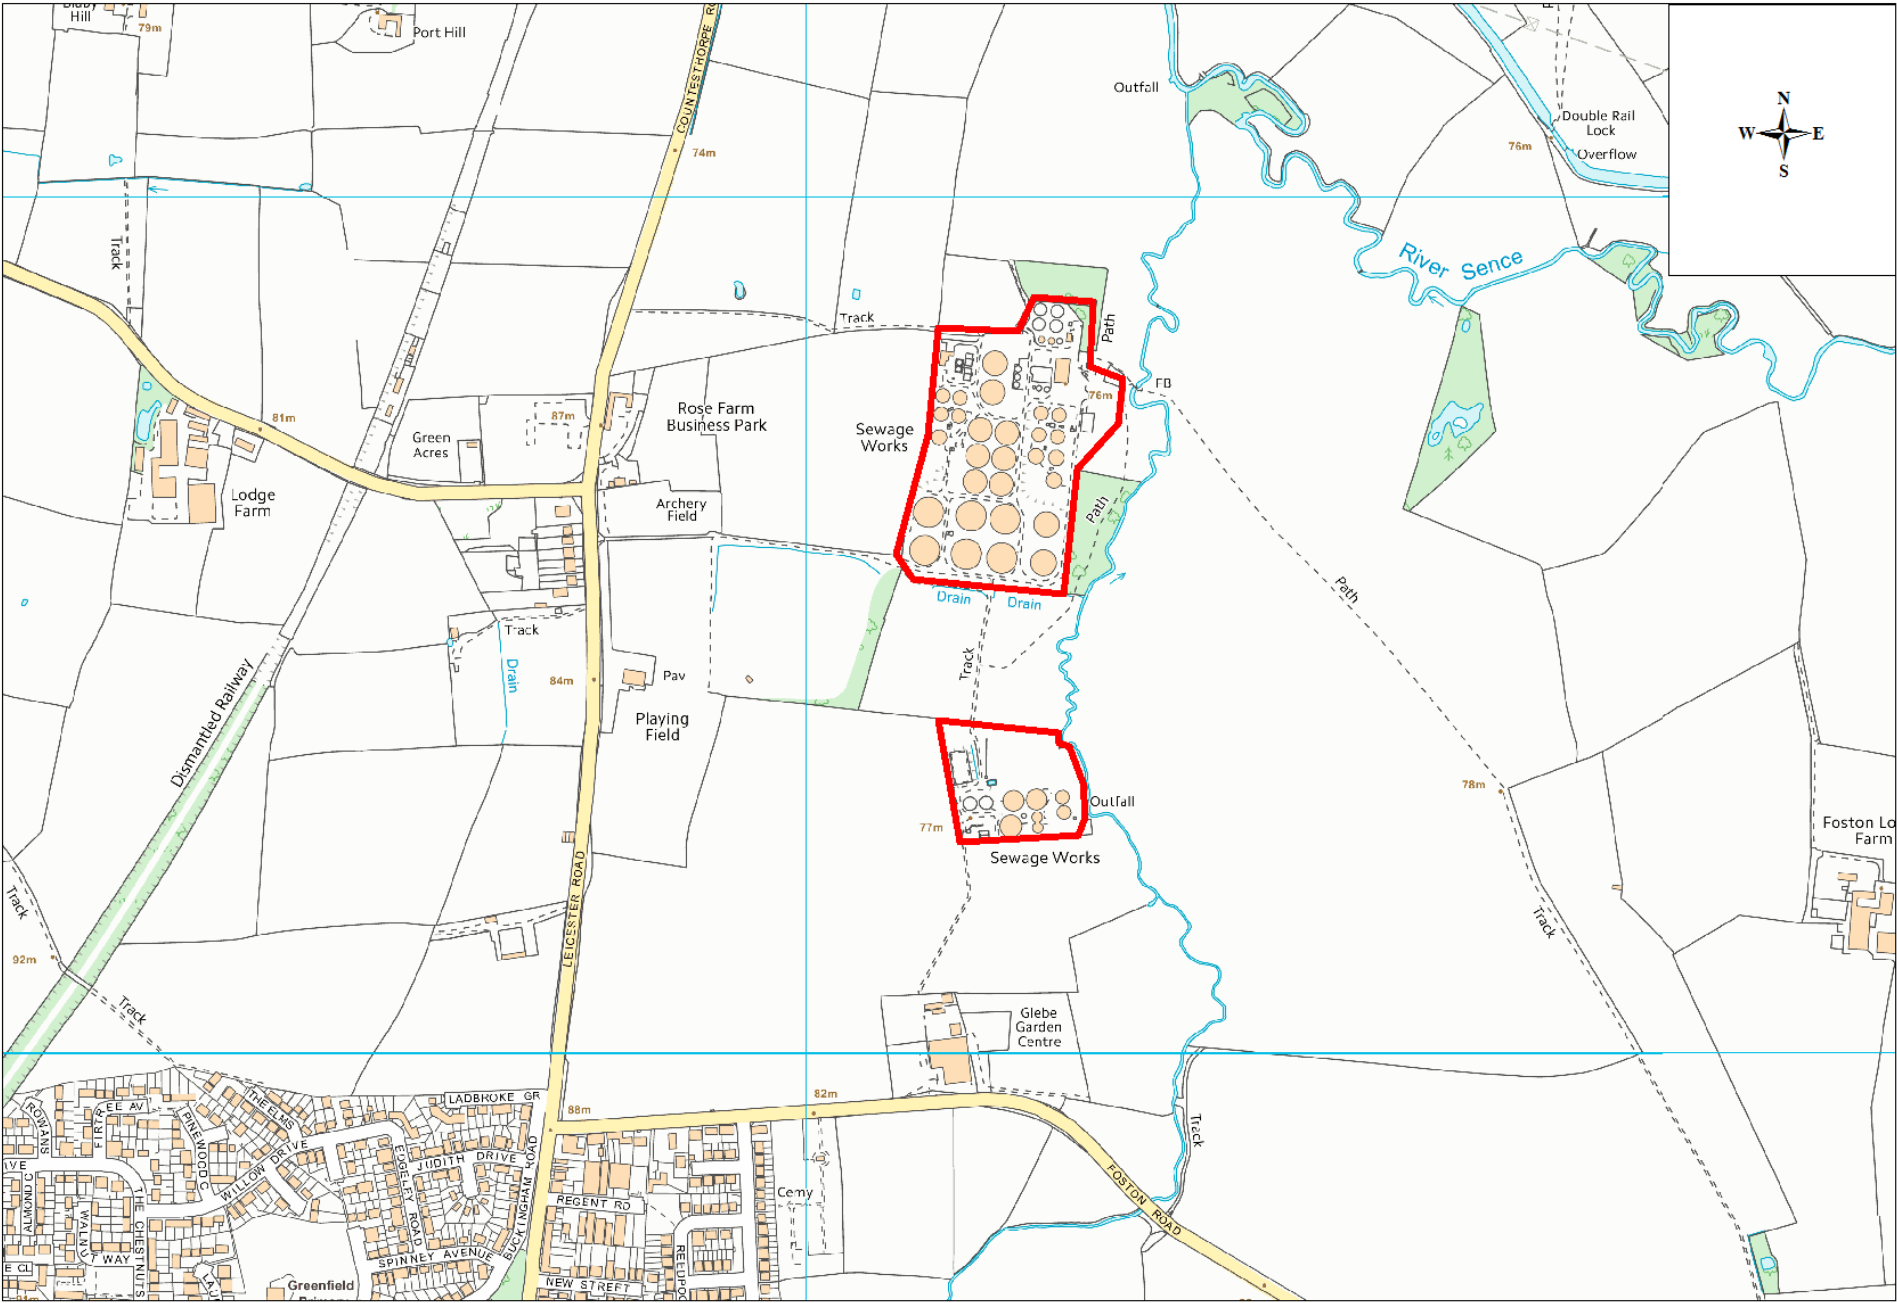 Hill
79m
Port Hill
COUNTESTHORPE
74m
Outfall
Double Rail
Lock
76m
Overflow
N
W
E
S
Track
River Sence
Track
Path
FB
76m
81m
87m
Rose Farm
Business Park
Sewage
Works
Green
Acres
Lodge
Farm
Archery
Field
Path
Drain
Drain
Path
Track
Drain
Track
84m
Pav
Playing
Field
Dismantled Railway
78m
Outfall
77m
Sewage Works
Foston Lo
Farm
LEICESTER ROAD
Track
Track
92m
Track
Glebe
Garden
Centre
88m
82m
LADBROKE GR
THE ELMS
FIRTREE AV
ROWANS
PINEWOOD C
WILLOW DRIVE
JUDITH DRIVE
EDGELEY ROAD
BUCKINGHAM ROAD
Track
FOSTON ROAD
IVE
ALMOND
WALNUT
WAY
THE CHESTNUTS
SPINNEY AVENUE
REGENT RD
Cemy
NEW STREET
E CL
Greenfield